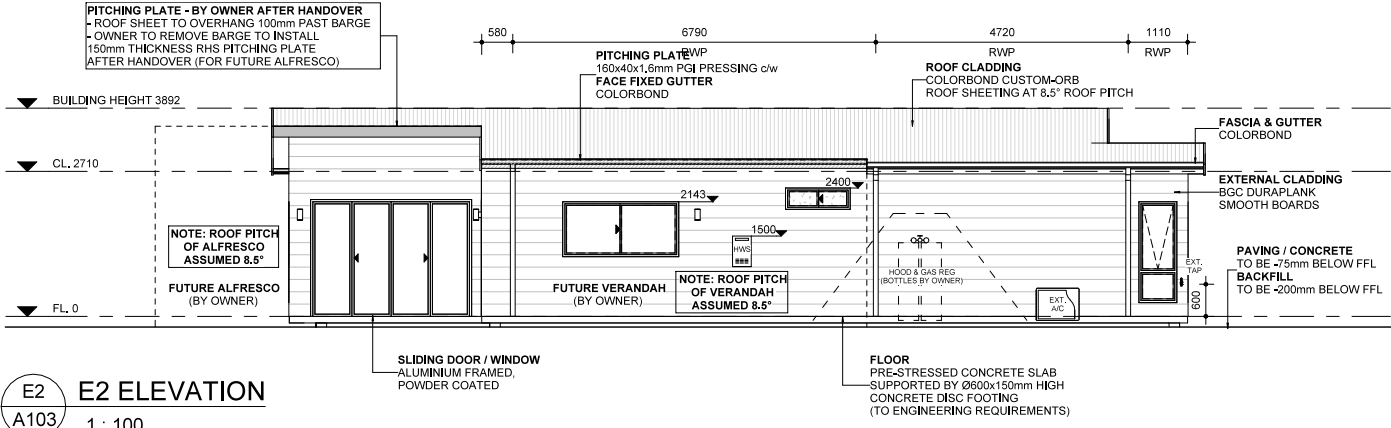 PITCHING PLATE - BY OWNER AFTER HANDOVER
- ROOF SHEET TO OVERHANG 100mm PAST BARGE
- OWNER TO REMOVE BARGE TO INSTALL
150mm THICKNESS RHS PITCHING PLATE
AFTER HANDOVER (FOR FUTURE ALFRESCO)
580
6790
4720
1110
RWP
RWP
RWP
PITCHING PLATE
160x40x1.6mm PGI PRESSING c/w
FACE FIXED GUTTER
COLORBOND
ROOF CLADDING
COLORBOND CUSTOM-ORB
ROOF SHEETING AT 8.5° ROOF PITCH
BUILDING HEIGHT 3892
FASCIA & GUTTER
COLORBOND
CL. 2710
EXTERNAL CLADDING
BGC DURAPLANK
SMOOTH BOARDS
2400
2143
1500
HWS
NOTE: ROOF PITCH
OF ALFRESCO
ASSUMED 8.5°
FUTURE ALFRESCO
(BY OWNER)
FUTURE VERANDAH
(BY OWNER)
NOTE: ROOF PITCH
OF VERANDAH
ASSUMED 8.5°
HOOD & GAS REG
(BOTTLES BY OWNER)
EXT.
A/C
EXT.
TAP
600
PAVING / CONCRETE
TO BE -75mm BELOW FFL
BACKFILL
TO BE -200mm BELOW FFL
FL. 0
SLIDING DOOR / WINDOW
ALUMINIUM FRAMED,
POWDER COATED
FLOOR
PRE-STRESSED CONCRETE SLAB
SUPPORTED BY Ø600x150mm HIGH
CONCRETE DISC FOOTING
(TO ENGINEERING REQUIREMENTS)
E2
A103
E2 ELEVATION
1 : 100